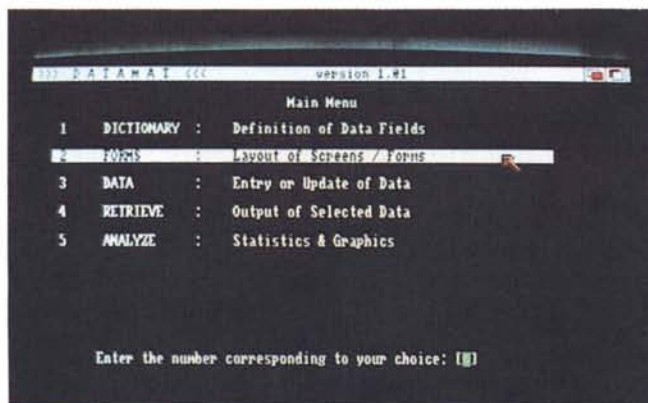 >>> D A T A M A T <<< version 1.01
Main Menu
1 DICTIONARY : Definition of Data Fields
2 FORMS : Layout of Screens / Forms
3 DATA : Entry or Update of Data
4 RETRIEVE : Output of Selected Data
5 ANALYZE : Statistics & Graphics
Enter the number corresponding to your choice: [ ]